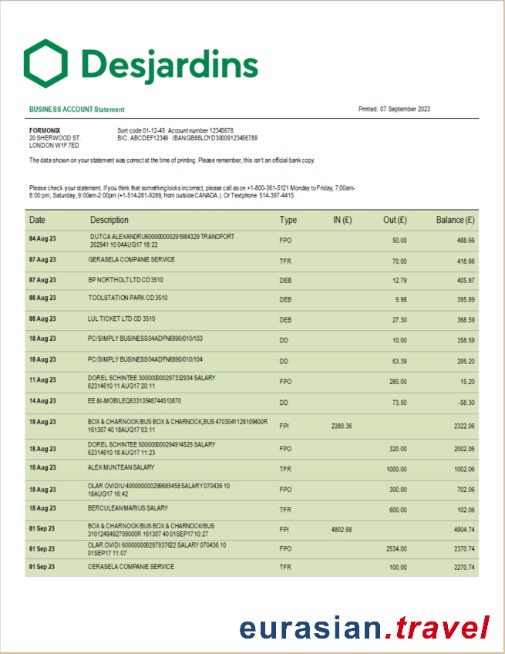 Desjardins
BUSINESS ACCOUNT Statement Printed: 07 September 2023
FORMONIX Sort code 01-12-45 Account number 12345678
20 SHERWOOD ST. BIC. ABCDEF12349 IBAN:GB88LOYD30009123456789
LONDON W1F 7ED
The data shown on your statement was correct at the time of printing. Please remember, this isn't an official bank copy.
Please check your statement. If you think that something looks incorrect, please call as on +1-800-361-5121 Monday to Friday, 7:00am-
8:00 pm; Saturday, 9:00am-2:00pm (+1-514-281-9289, from outside CANADA.). Or Textphone 514-397-4415
Date Description Type IN (£) Out (£) Balance (£)
04 Aug 23 DUTCA ALEXANDRU600000000291984329 TRANCPORT FPO 50.00 488.66
202941 10 04AUG17 18:22
07 Aug 23 GERASELA COMPANIE SERVICE TFR 70.00 418.66
07 Aug 23 BP NORTHOLT LTD CD 3510 DEB 12.79 405.87
08 Aug 23 TOOLSTATION PARK CD 3510 DEB 9.98 395.89
08 Aug 23 LUL TICKET LTD CD 3510 DEB 27.30 368.59
10 Aug 23 PC/SIMPLY BUSINESS04ADFN8890/010/103 DD 10.00 358.59
10 Aug 23 PC/SIMPLY BUSINESS04ADFN8890/010/104 DD 63.39 295.20
11 Aug 23 DOREL SCHINTEE 300000000297332934 SALARY FPO 280.00 15.20
62314610 11 AUG17 20:11
14 Aug 23 EE &t-MOBILEQ63313948744513870 DD 73.50 -58.30
18 Aug 23 BOX & CHARNOCK/BUS BOX & CHARNOCK,BUS 4703041128109400R FPI 2380.36 2322.06
161307 40 18AUG17 03:11
18 Aug 23 DOREL SCHINTEE 500000000294914525 SALARY FPO 320.00 2002.06
62314610 18 AUG17 11:23
18 Aug 23 ALEX MUNTEAN SALARY TFR 1000.00 1002.06
18 Aug 23 OLAR OVIDIU 400000000299685458 SALARY 070436 10 FPO 300.00 702.06
18AUG17 16:42
18 Aug 23 BERCULEAN MARIUS SALARY TFR 600.00 102.06
01 Sep 23 BOX & CHARNOCK/BUS BOX & CHARNOCK/BUS FPI 4802.68 4904.74
3101249492709000R 161307 40 01SEP17 10:27
01 Sep 23 OLAR OVIDI 600000000297937622 SALARY 070436 10 FPO 2534.00 2370.74
01SEP17 11:07
01 Sep 23 CERASELA COMPANIE SERVICE TFR 100.00 2270.74
eurasian.travel